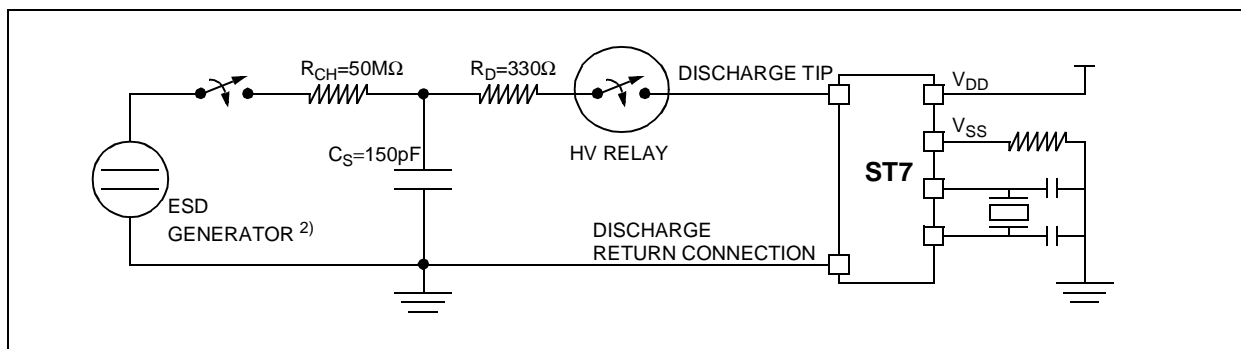 R_CH=50MΩ
R_D=330Ω
DISCHARGE TIP
V_DD
V_SS
C_S=150pF
HV RELAY
ST7
ESD
GENERATOR 2)
DISCHARGE
RETURN CONNECTION